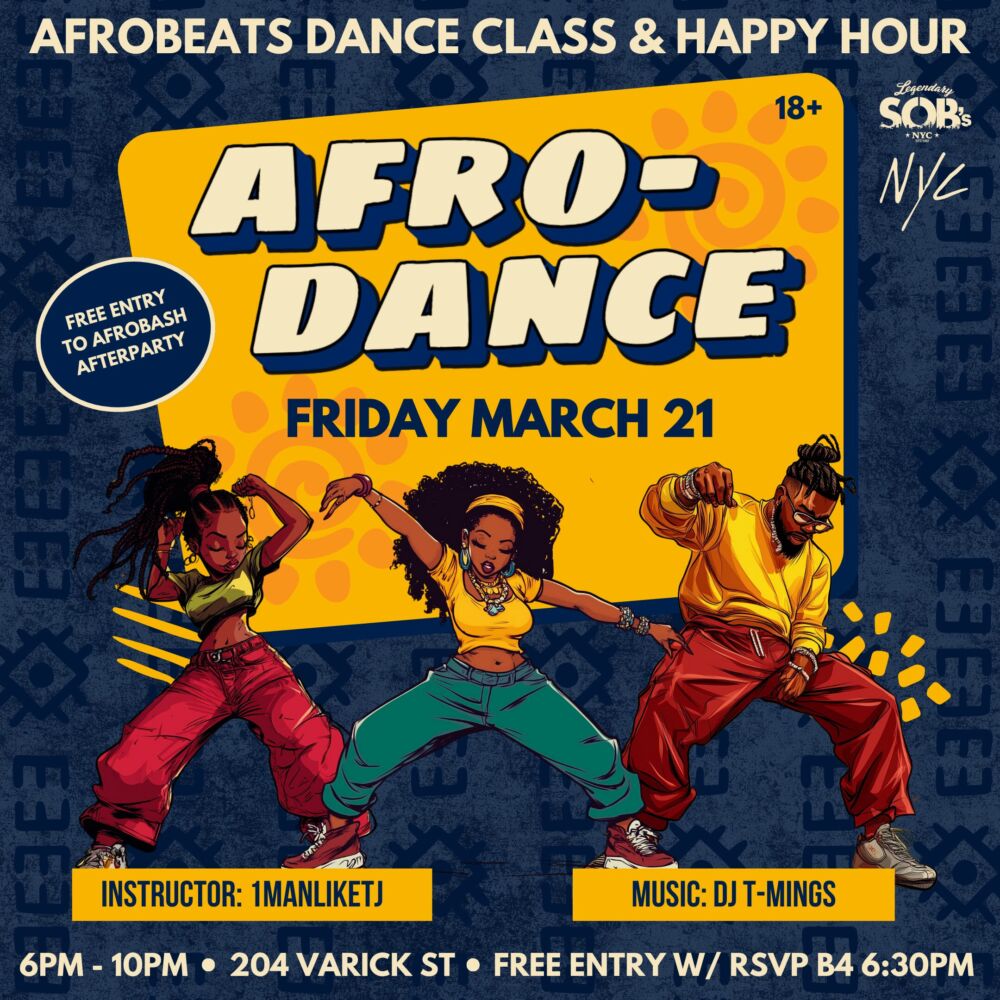 AFROBEATS DANCE CLASS & HAPPY HOUR
18+
Legendary
SOB's
NYC
NYC
AFRO-
DANCE
FREE ENTRY
TO AFROBASH
AFTERPARTY
FRIDAY MARCH 21
INSTRUCTOR: 1MANLIKETJ
MUSIC: DJ T-MINGS
6PM - 10PM • 204 VARICK ST • FREE ENTRY W/ RSVP B4 6:30PM